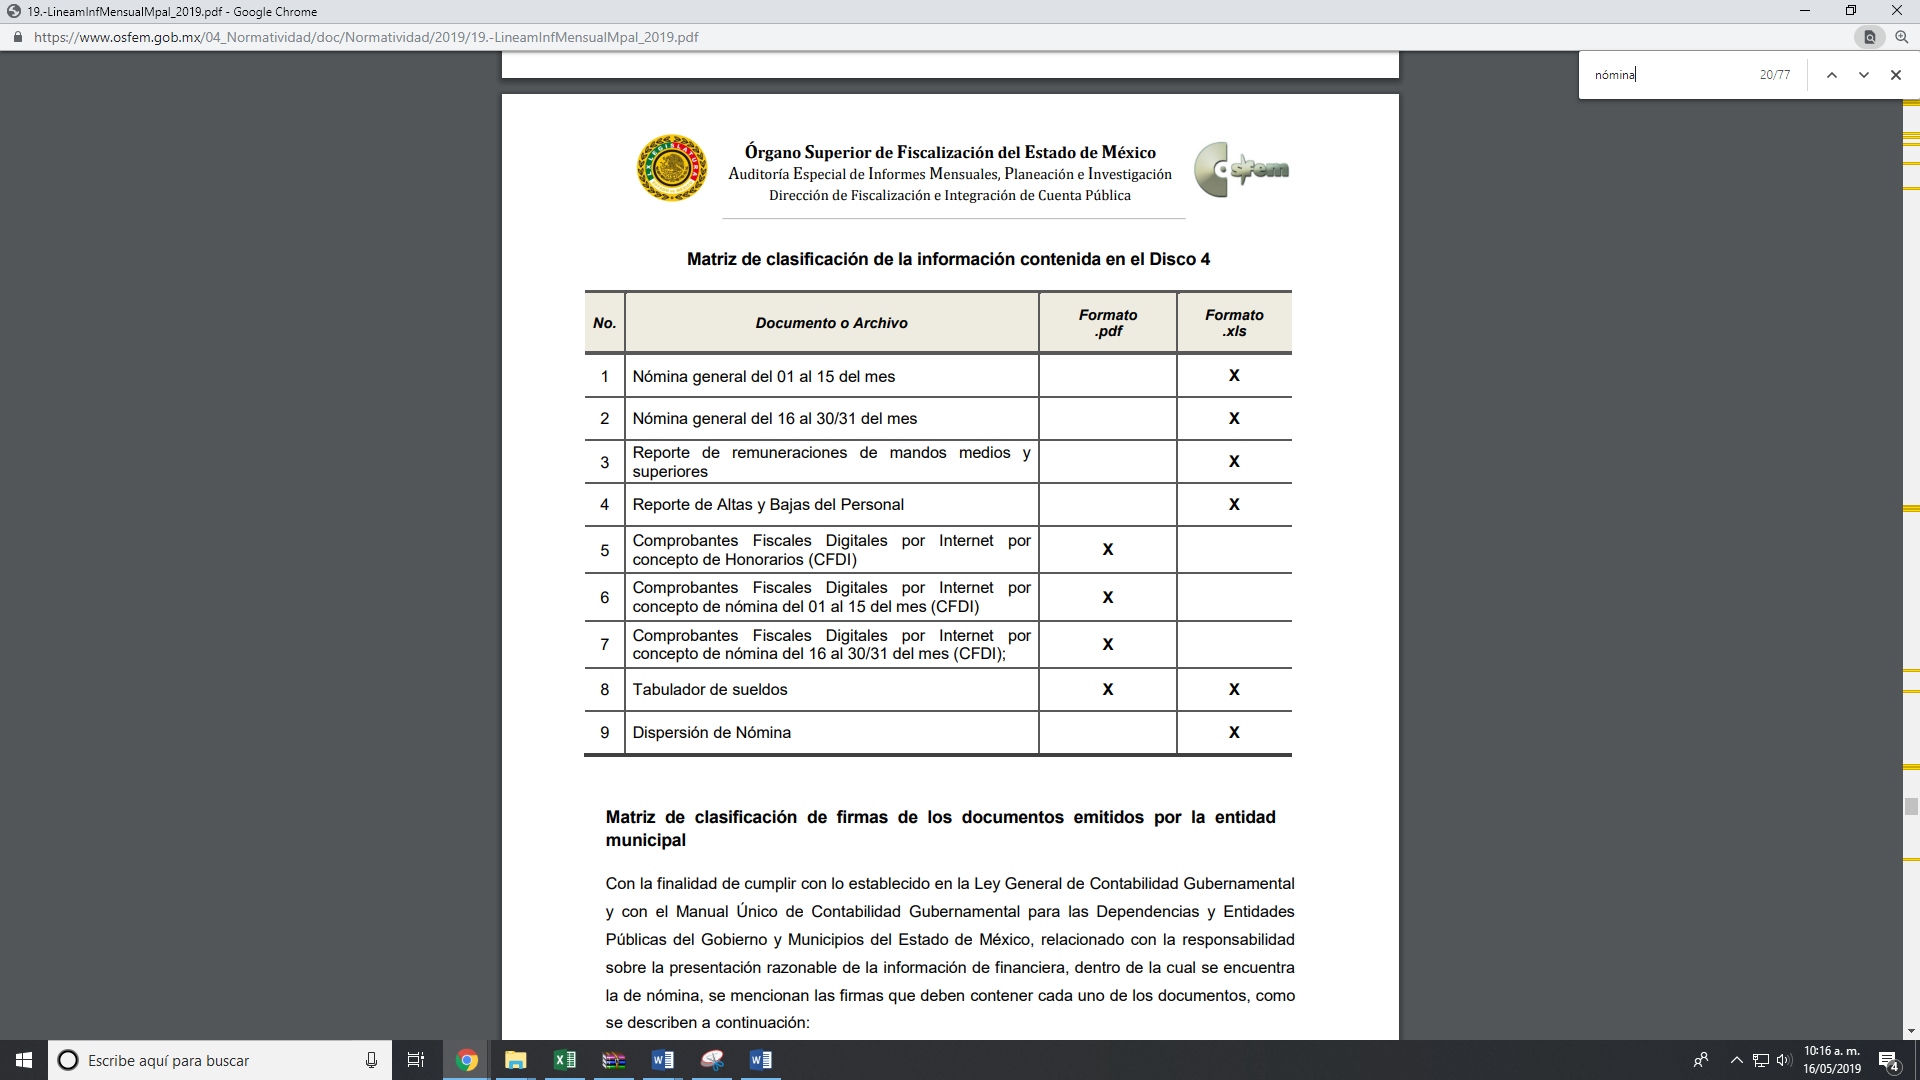 19.-LineamInfMensualMpal_2019.pdf - Google Chrome
https://www.osfem.gob.mx/04_Normatividad/doc/Normatividad/2019/19.-LineamInfMensualMpal_2019.pdf
nómina 20/77
Órgano Superior de Fiscalización del Estado de México
Auditoría Especial de Informes Mensuales, Planeación e Investigación
Dirección de Fiscalización e Integración de Cuenta Pública
osfem
Matriz de clasificación de la información contenida en el Disco 4
No. Documento o Archivo Formato .pdf Formato .xls
1 Nómina general del 01 al 15 del mes X
2 Nómina general del 16 al 30/31 del mes X
3 Reporte de remuneraciones de mandos medios y
superiores X
4 Reporte de Altas y Bajas del Personal X
5 Comprobantes Fiscales Digitales por Internet por
concepto de Honorarios (CFDI) X
6 Comprobantes Fiscales Digitales por Internet por
concepto de nómina del 01 al 15 del mes (CFDI) X
7 Comprobantes Fiscales Digitales por Internet por
concepto de nómina del 16 al 30/31 del mes (CFDI); X
8 Tabulador de sueldos X X
9 Dispersión de Nómina X
Matriz de clasificación de firmas de los documentos emitidos por la entidad
municipal
Con la finalidad de cumplir con lo establecido en la Ley General de Contabilidad Gubernamental
y con el Manual Único de Contabilidad Gubernamental para las Dependencias y Entidades
Públicas del Gobierno y Municipios del Estado de México, relacionado con la responsabilidad
sobre la presentación razonable de la información de financiera, dentro de la cual se encuentra
la de nómina, se mencionan las firmas que deben contener cada uno de los documentos, como
se describen a continuación:
Escribe aquí para buscar
10:16 a. m.
16/05/2019
4